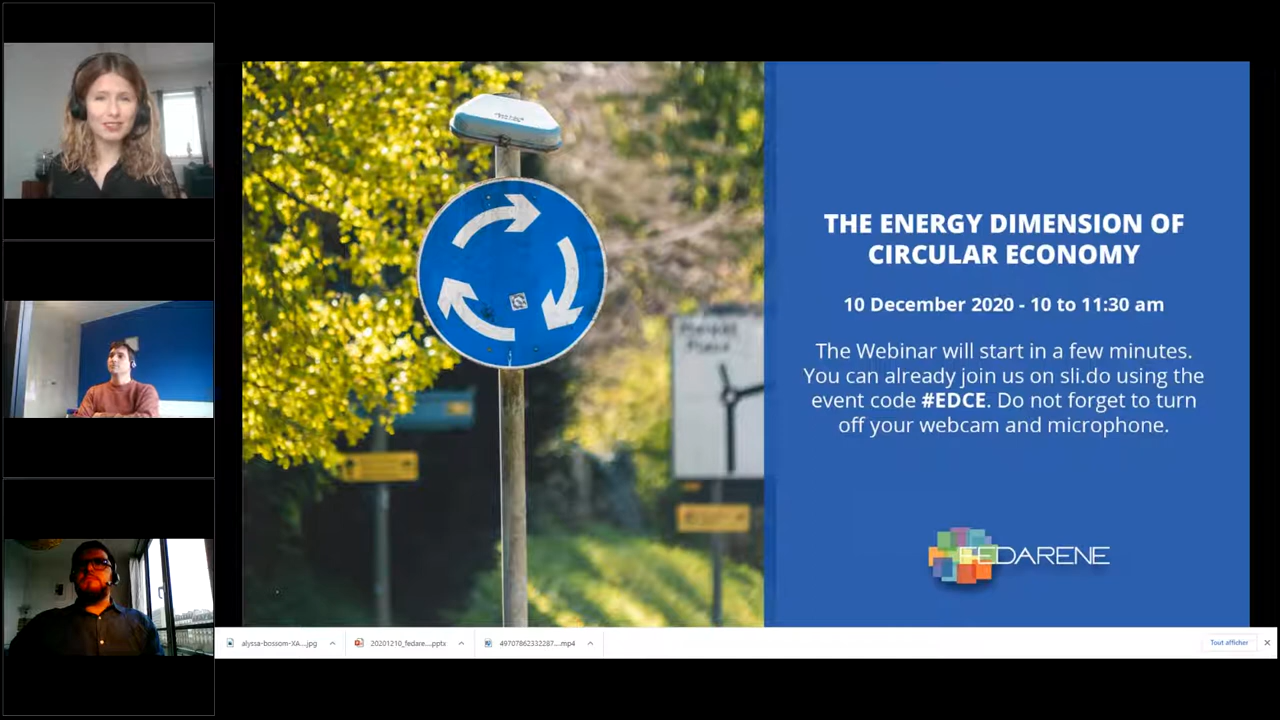 THE ENERGY DIMENSION OF
CIRCULAR ECONOMY
10 December 2020 - 10 to 11:30 am
The Webinar will start in a few minutes.
You can already join us on sli.do using the
event code #EDCE. Do not forget to turn
off your webcam and microphone.
FEDARENE
alyssa-bossom-XA....jpg
20201210_fedare....pptx
49707862332287....mp4
Tout afficher